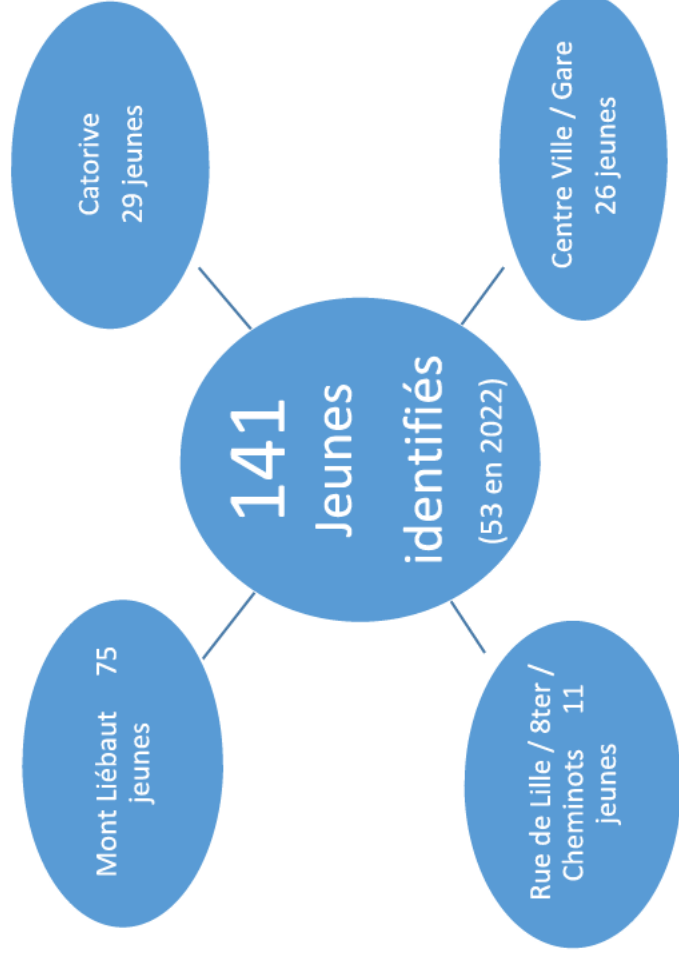 Mont Liébaut 75
jeunes
Catorive
29 jeunes
141
Jeunes
identifiés
(53 en 2022)
Rue de Lille / 8ter /
Cheminots 11
jeunes
Centre Ville / Gare
26 jeunes